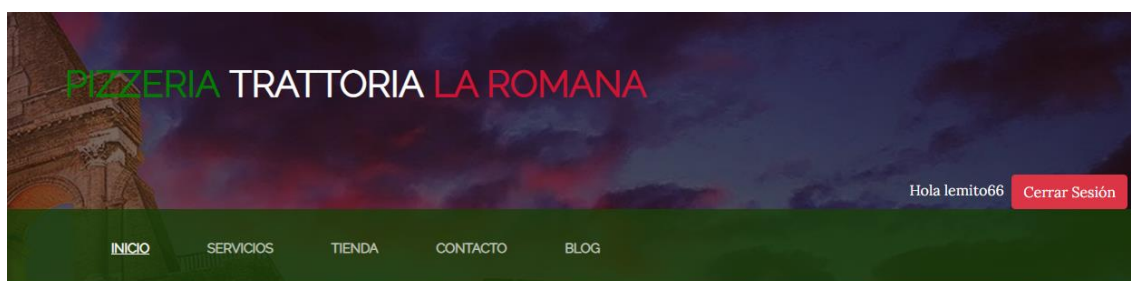 PIZZERIA TRATTORIA LA ROMANA
Hola lemito66 Cerrar Sesión
INICIO SERVICIOS TIENDA CONTACTO BLOG